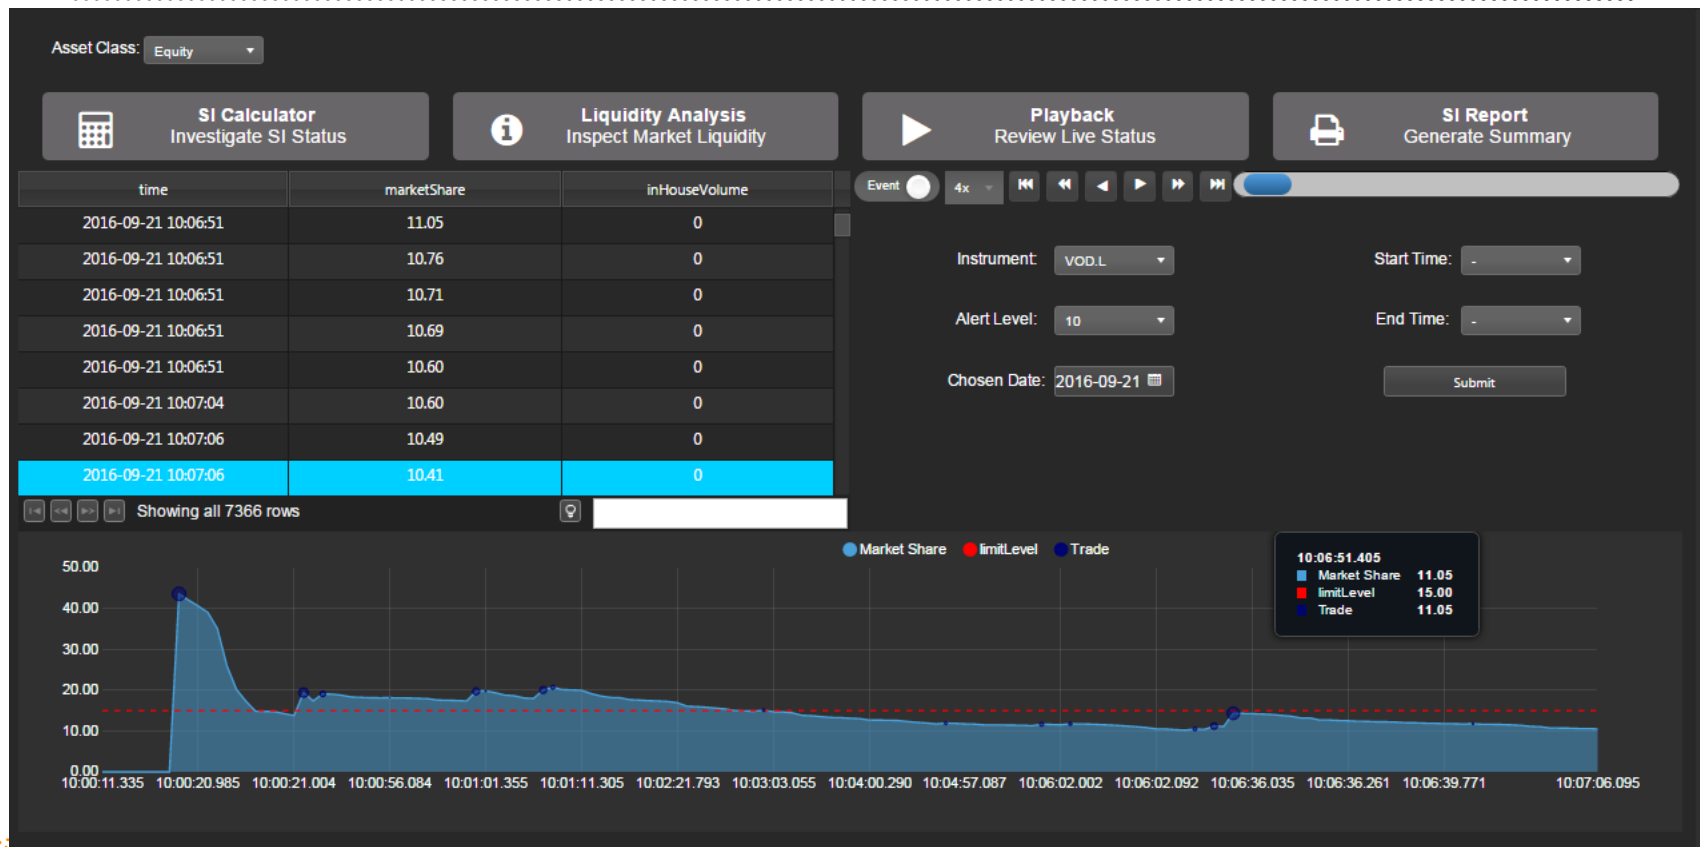 Asset Class: Equity
SI Calculator
Investigate SI Status
Liquidity Analysis
Inspect Market Liquidity
Playback
Review Live Status
SI Report
Generate Summary
time marketShare inHouseVolume
2016-09-21 10:06:51 11.05 0
2016-09-21 10:06:51 10.76 0
2016-09-21 10:06:51 10.71 0
2016-09-21 10:06:51 10.69 0
2016-09-21 10:06:51 10.60 0
2016-09-21 10:07:04 10.60 0
2016-09-21 10:07:06 10.49 0
2016-09-21 10:07:06 10.41 0
Showing all 7366 rows
Event 4x
Instrument: VOD.L Start Time: -
Alert Level: 10 End Time: -
Chosen Date: 2016-09-21 Submit
Market Share limitLevel Trade
10:06:51.405
Market Share 11.05
limitLevel 15.00
Trade 11.05
50.00
40.00
30.00
20.00
10.00
0.00
10:00:11.335 10:00:20.985 10:00:21.004 10:00:56.084 10:01:01.355 10:01:11.305 10:02:21.793 10:03:03.055 10:04:00.290 10:04:57.087 10:06:02.002 10:06:02.092 10:06:36.035 10:06:36.261 10:06:39.771 10:07:06.095